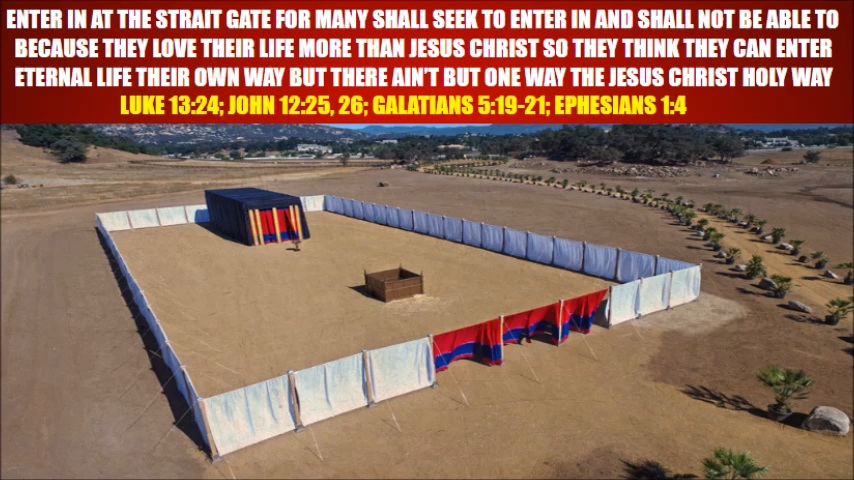 ENTER IN AT THE STRAIT GATE FOR MANY SHALL SEEK TO ENTER IN AND SHALL NOT BE ABLE TO
BECAUSE THEY LOVE THEIR LIFE MORE THAN JESUS CHRIST SO THEY THINK THEY CAN ENTER
ETERNAL LIFE THEIR OWN WAY BUT THERE AIN'T BUT ONE WAY THE JESUS CHRIST HOLY WAY
LUKE 13:24; JOHN 12:25, 26; GALATIANS 5:19-21; EPHESIANS 1:4